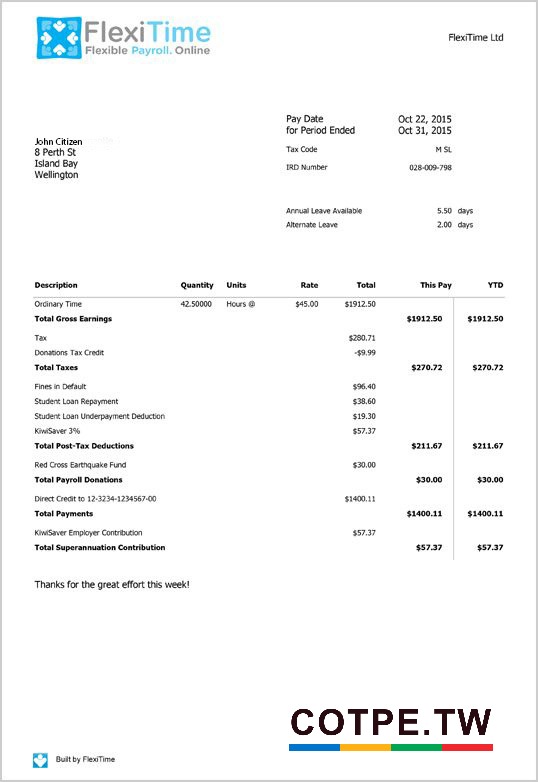 FlexiTime
Flexible Payroll. Online
FlexiTime Ltd
Pay Date Oct 22, 2015
for Period Ended Oct 31, 2015
Tax Code M SL
IRD Number 028-009-798
John Citizen
8 Perth St
Island Bay
Wellington
Annual Leave Available 5.50 days
Alternate Leave 2.00 days
Description Quantity Units Rate Total This Pay YTD
Ordinary Time 42.50000 Hours @ $45.00 $1912.50
Total Gross Earnings $1912.50 $1912.50
Tax $280.71
Donations Tax Credit -$9.99
Total Taxes $270.72 $270.72
Fines in Default $96.40
Student Loan Repayment $38.60
Student Loan Underpayment Deduction $19.30
KiwiSaver 3% $57.37
Total Post-Tax Deductions $211.67 $211.67
Red Cross Earthquake Fund $30.00
Total Payroll Donations $30.00 $30.00
Direct Credit to 12-3234-1234567-00 $1400.11
Total Payments $1400.11 $1400.11
KiwiSaver Employer Contribution $57.37
Total Superannuation Contribution $57.37 $57.37
Thanks for the great effort this week!
COTPE.TW
Built by FlexiTime